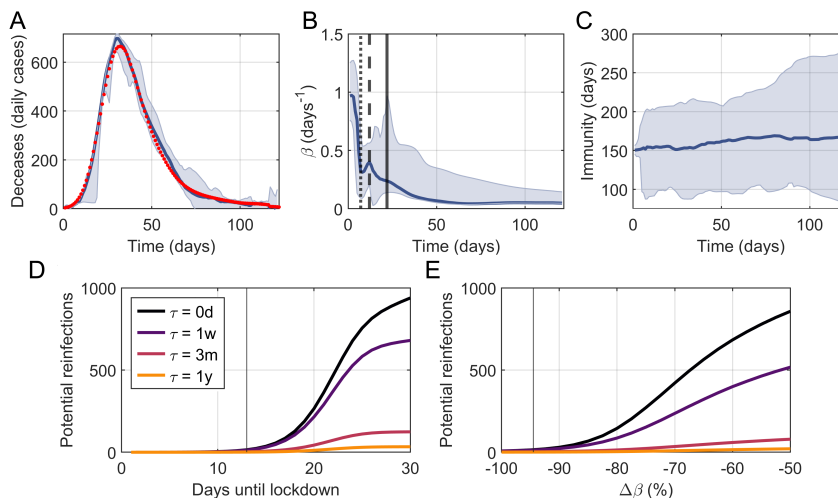 A
Deceases (daily cases)
600
400
200
0
0
50
100
Time (days)
B
β (days⁻¹)
1.5
1
0.5
0
0
50
100
Time (days)
C
Immunity (days)
300
250
200
150
100
0
50
100
Time (days)
D
Potential reinfections
1000
500
0
τ = 0d
τ = 1w
τ = 3m
τ = 1y
0
10
20
30
Days until lockdown
E
Potential reinfections
1000
500
0
-100
-90
-80
-70
-60
-50
Δβ (%)